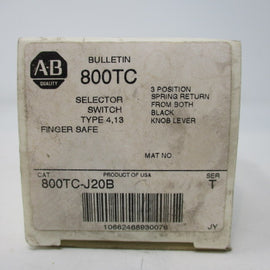 A-B
QUALITY
BULLETIN
800TC
SELECTOR
SWITCH
TYPE 4,13
FINGER SAFE
3 POSITION
SPRING RETURN
FROM BOTH
BLACK
KNOB LEVER
MAT NO
CAT
PRODUCT OF USA
SER
800TC-J20B
T
10662468930076
JY